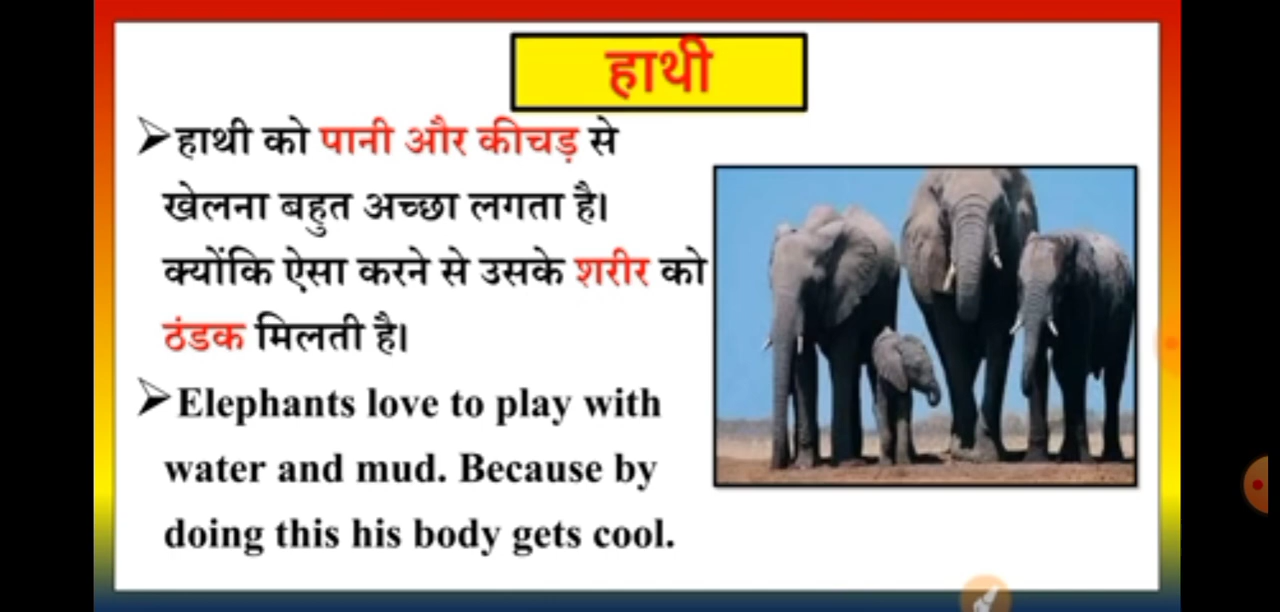 हाथी
➢हाथी को पानी और कीचड़ से
खेलना बहुत अच्छा लगता है।
क्योंकि ऐसा करने से उसके शरीर को
ठंडक मिलती है।
➢Elephants love to play with
water and mud. Because by
doing this his body gets cool.